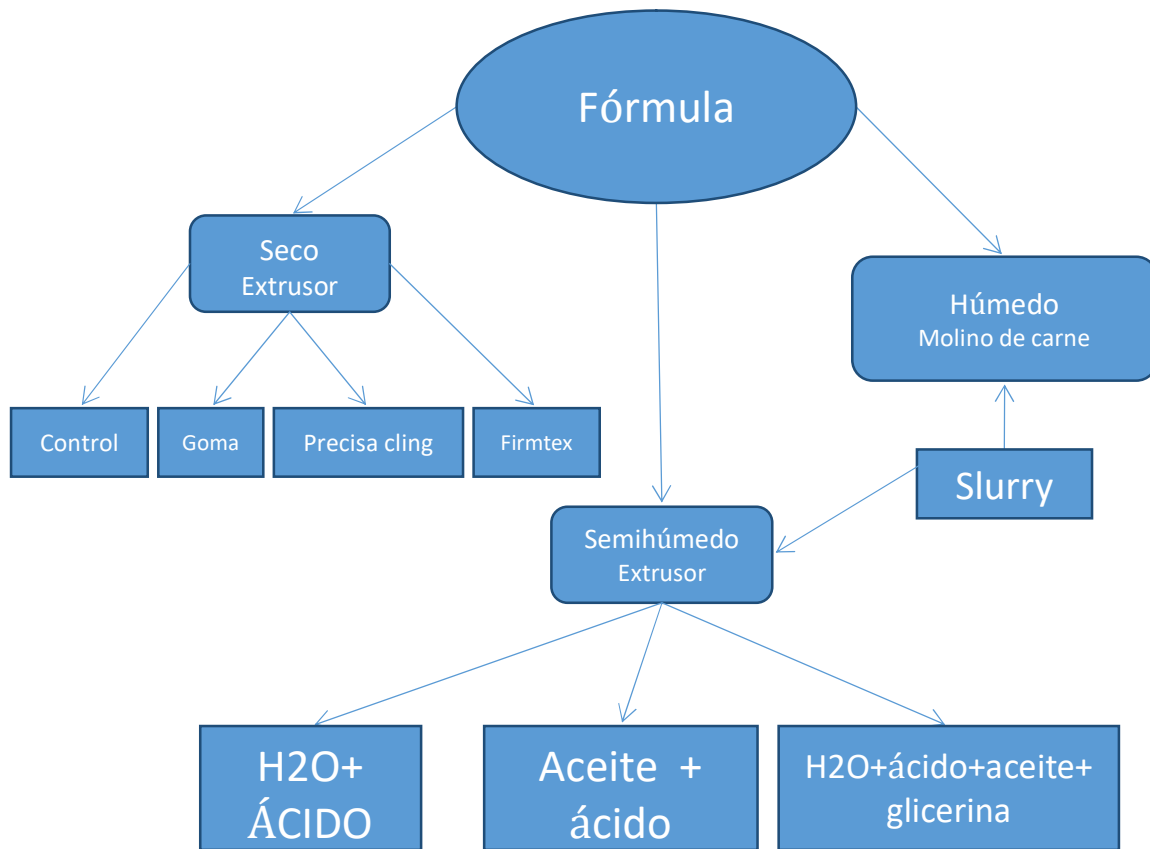 Fórmula
Seco
Extrusor
Húmedo
Molino de carne
Control
Goma
Precisa cling
Firmtex
Slurry
Semihúmedo
Extrusor
H2O+
ÁCIDO
Aceite +
ácido
H2O+ácido+aceite+
glicerina